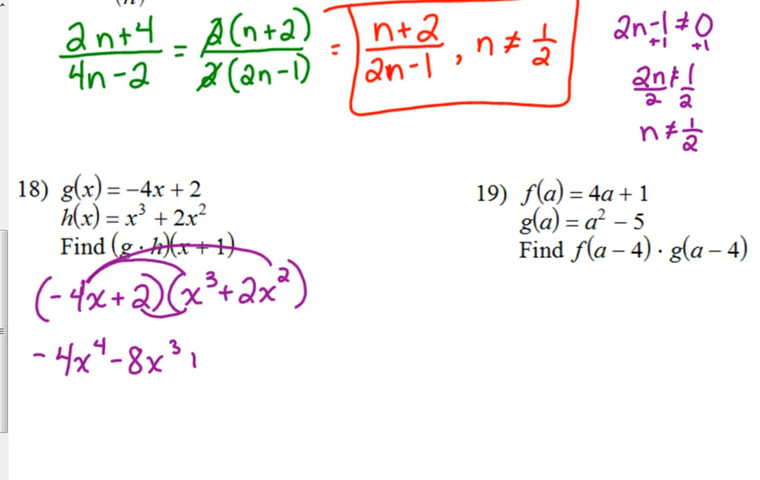 2n+4 / 4n-2 = 2(n+2) / 2(2n-1) = n+2 / 2n-1 , n ≠ 1/2
2n-1 ≠ 0
+1 +1
2n/2 ≠ 1/2
n ≠ 1/2
18) g(x) = −4x + 2
h(x) = x³ + 2x²
Find (g · h)(x + 1)
(-4x+2)(x³+2x²)
-4x⁴-8x³
19) f(a) = 4a + 1
g(a) = a² − 5
Find f(a − 4) · g(a − 4)